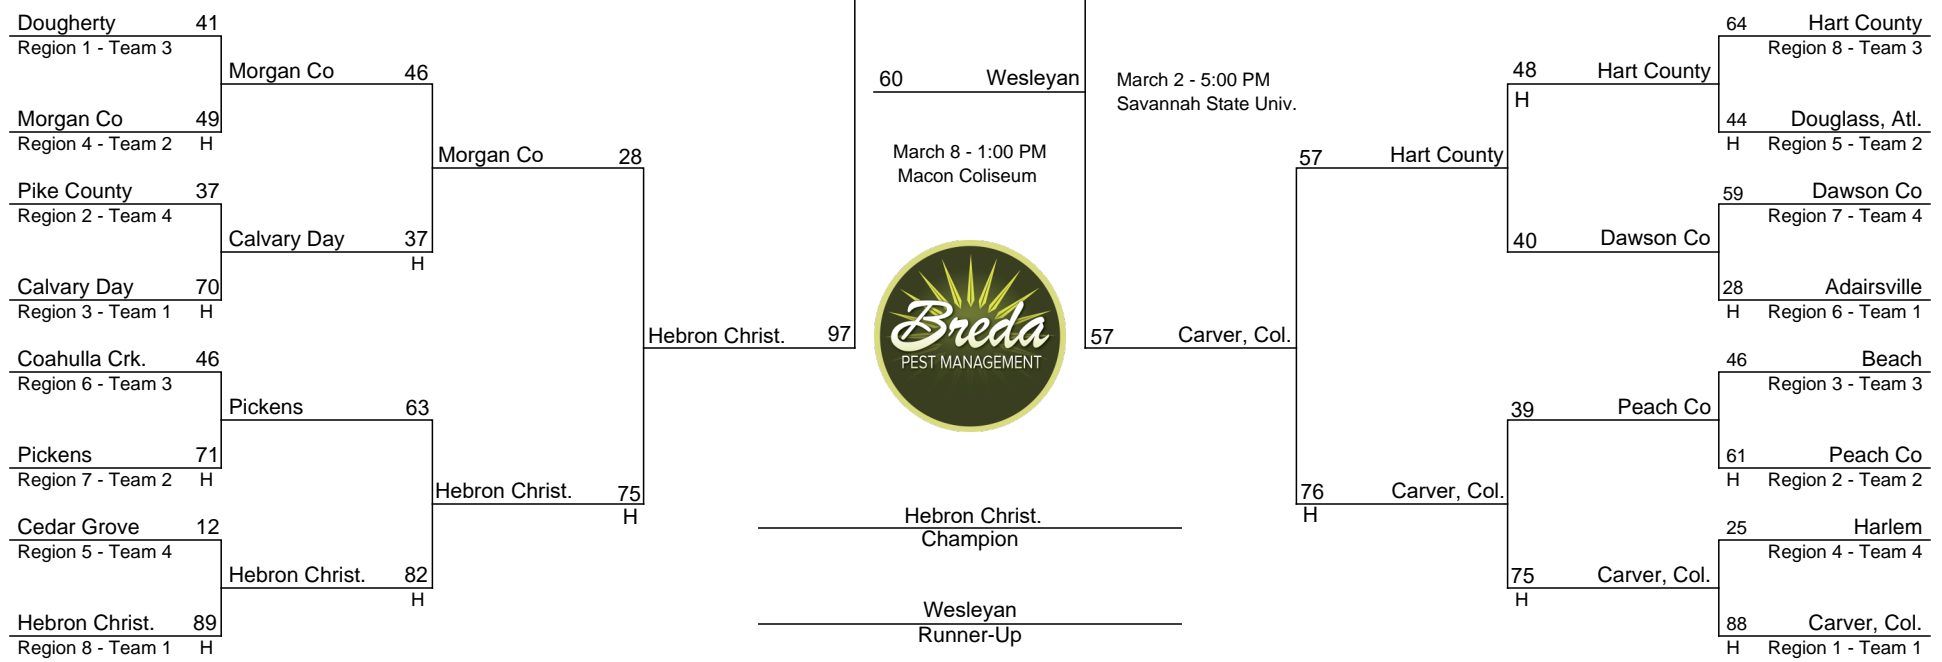 Dougherty 41
Region 1 - Team 3
Morgan Co 46
Morgan Co 49
Region 4 - Team 2 H
Morgan Co 28
Pike County 37
Region 2 - Team 4
Calvary Day 37
H
Calvary Day 70
Region 3 - Team 1 H
Hebron Christ. 97
Coahulla Crk. 46
Region 6 - Team 3
Pickens 63
Pickens 71
Region 7 - Team 2 H
Hebron Christ. 75
H
Cedar Grove 12
Region 5 - Team 4
Hebron Christ. 82
H
Hebron Christ. 89
Region 8 - Team 1 H
60 Wesleyan
March 8 - 1:00 PM
Macon Coliseum
Breda
PEST MANAGEMENT
Hebron Christ.
Champion
Wesleyan
Runner-Up
March 2 - 5:00 PM
Savannah State Univ.
57 Carver, Col.
57 Hart County
76 Carver, Col.
H
48 Hart County
H
40 Dawson Co
39 Peach Co
75 Carver, Col.
H
64 Hart County
Region 8 - Team 3
44 Douglass, Atl.
H Region 5 - Team 2
59 Dawson Co
Region 7 - Team 4
28 Adairsville
H Region 6 - Team 1
46 Beach
Region 3 - Team 3
61 Peach Co
H Region 2 - Team 2
25 Harlem
Region 4 - Team 4
88 Carver, Col.
H Region 1 - Team 1